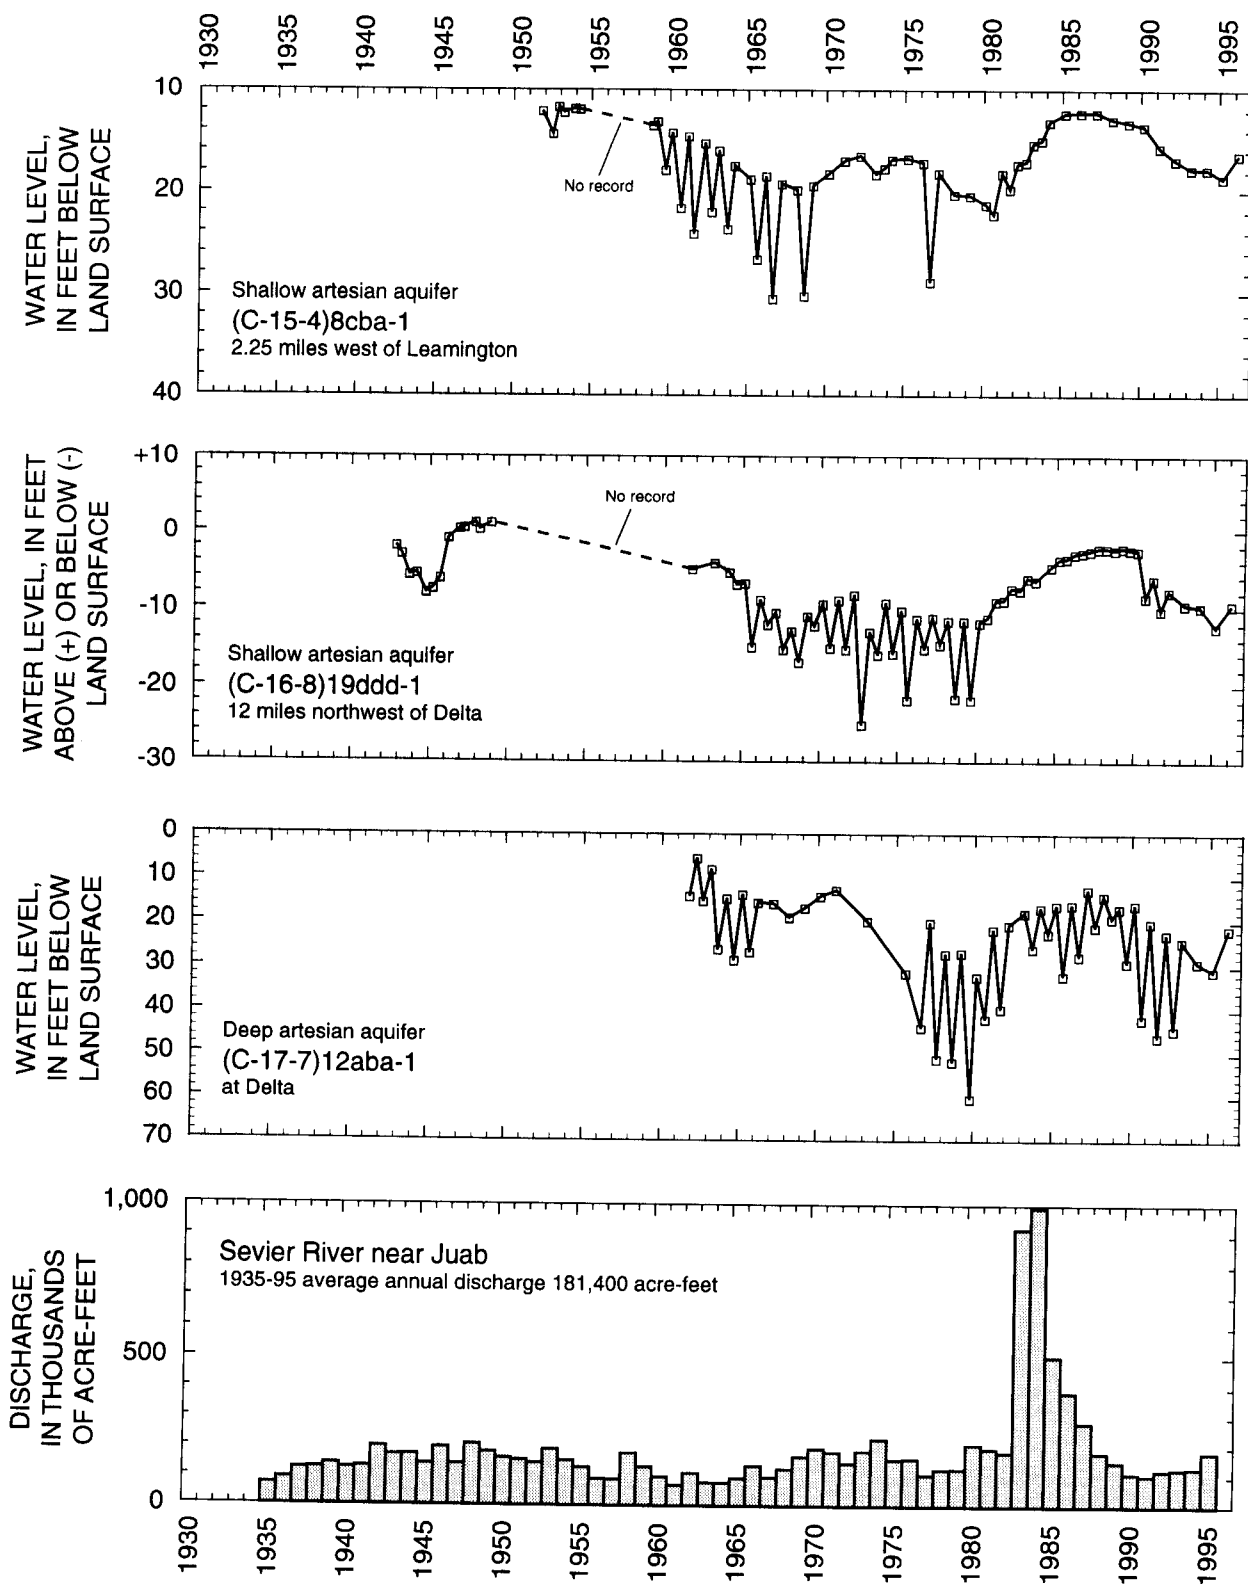 1930 1935 1940 1945 1950 1955 1960 1965 1970 1975 1980 1985 1990 1995
WATER LEVEL,
IN FEET BELOW
LAND SURFACE
10
20
30
40
No record
Shallow artesian aquifer
(C-15-4)8cba-1
2.25 miles west of Leamington
WATER LEVEL, IN FEET
ABOVE (+) OR BELOW (-)
LAND SURFACE
+10
0
-10
-20
-30
No record
Shallow artesian aquifer
(C-16-8)19ddd-1
12 miles northwest of Delta
WATER LEVEL,
IN FEET BELOW
LAND SURFACE
0
10
20
30
40
50
60
70
Deep artesian aquifer
(C-17-7)12aba-1
at Delta
DISCHARGE,
IN THOUSANDS
OF ACRE-FEET
1,000
500
0
Sevier River near Juab
1935-95 average annual discharge 181,400 acre-feet
1930 1935 1940 1945 1950 1955 1960 1965 1970 1975 1980 1985 1990 1995